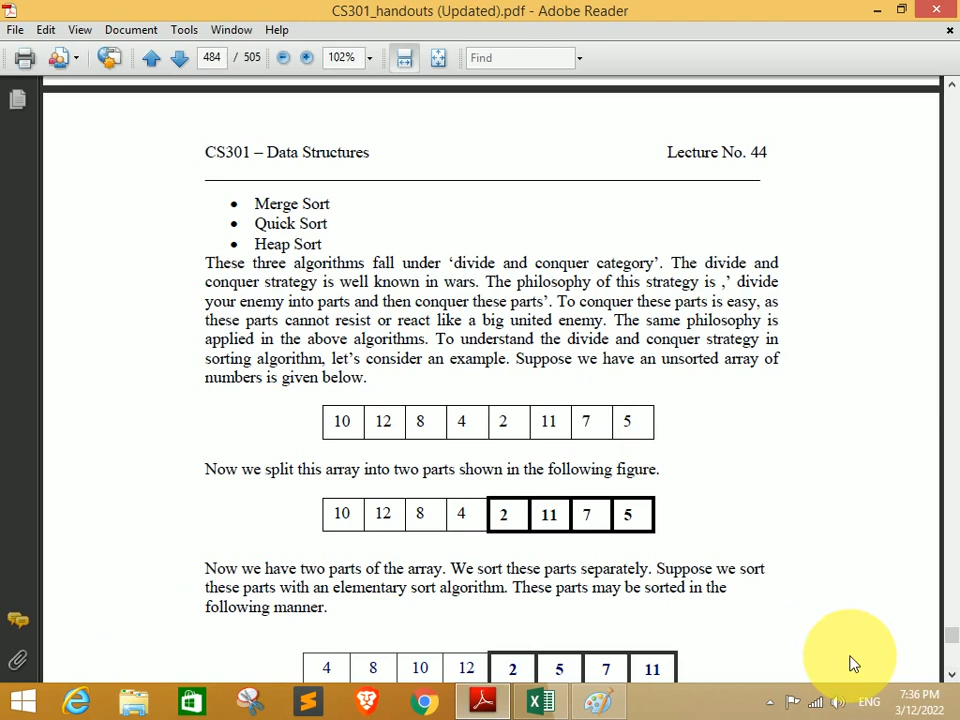 CS301_handouts (Updated).pdf - Adobe Reader
File Edit View Document Tools Window Help
484 / 505 102% Find
CS301 – Data Structures Lecture No. 44
• Merge Sort
• Quick Sort
• Heap Sort
These three algorithms fall under ‘divide and conquer category’. The divide and
conquer strategy is well known in wars. The philosophy of this strategy is ,’ divide
your enemy into parts and then conquer these parts’. To conquer these parts is easy, as
these parts cannot resist or react like a big united enemy. The same philosophy is
applied in the above algorithms. To understand the divide and conquer strategy in
sorting algorithm, let’s consider an example. Suppose we have an unsorted array of
numbers is given below.
10 12 8 4 2 11 7 5
Now we split this array into two parts shown in the following figure.
10 12 8 4 2 11 7 5
Now we have two parts of the array. We sort these parts separately. Suppose we sort
these parts with an elementary sort algorithm. These parts may be sorted in the
following manner.
4 8 10 12 2 5 7 11
ENG
7:36 PM
3/12/2022